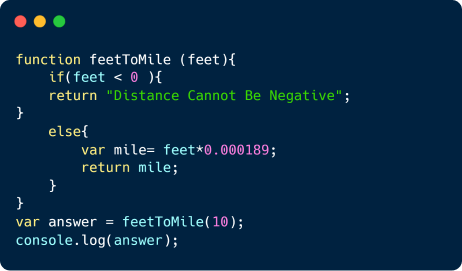 function feetToMile (feet){
    if(feet < 0 ){
    return "Distance Cannot Be Negative";
}
    else{
        var mile= feet*0.000189;
        return mile;
    }
}
var answer = feetToMile(10);
console.log(answer);